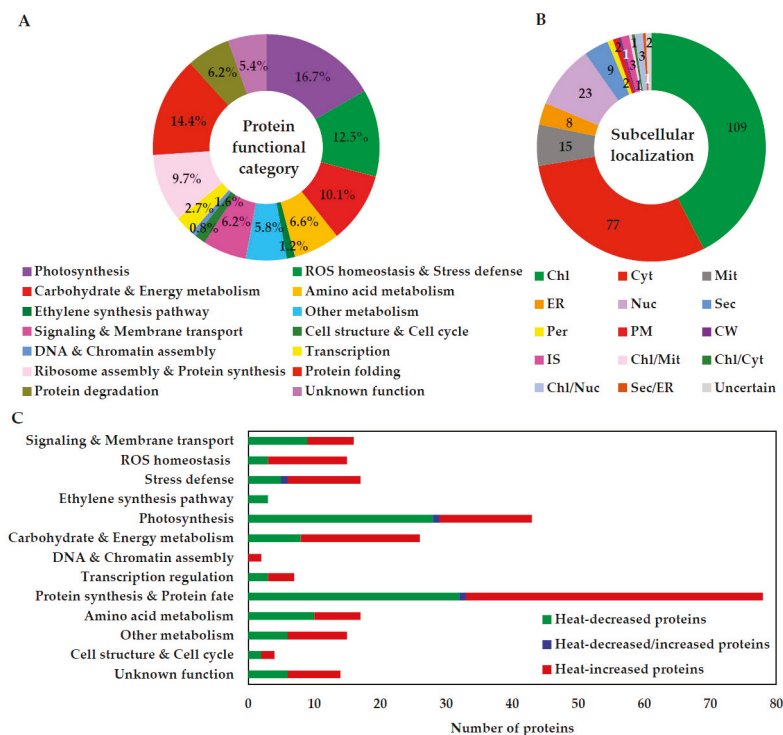 A
5.4%
16.7%
12.5%
10.1%
6.6%
1.2%
5.8%
6.2%
1.6%
0.8%
2.7%
9.7%
14.4%
6.2%
Protein
functional
category
Photosynthesis
ROS homeostasis & Stress defense
Carbohydrate & Energy metabolism
Amino acid metabolism
Ethylene synthesis pathway
Other metabolism
Signaling & Membrane transport
Cell structure & Cell cycle
DNA & Chromatin assembly
Transcription
Ribosome assembly & Protein synthesis
Protein folding
Protein degradation
Unknown function
B
109
77
15
8
23
9
2
2
1
3
1
1
3
1
2
Subcellular
localization
Chl
Cyt
Mit
ER
Nuc
Sec
Per
PM
CW
IS
Chl/Mit
Chl/Cyt
Chl/Nuc
Sec/ER
Uncertain
C
Signaling & Membrane transport
ROS homeostasis
Stress defense
Ethylene synthesis pathway
Photosynthesis
Carbohydrate & Energy metabolism
DNA & Chromatin assembly
Transcription regulation
Protein synthesis & Protein fate
Amino acid metabolism
Other metabolism
Cell structure & Cell cycle
Unknown function
Heat-decreased proteins
Heat-decreased/increased proteins
Heat-increased proteins
0 10 20 30 40 50 60 70 80
Number of proteins